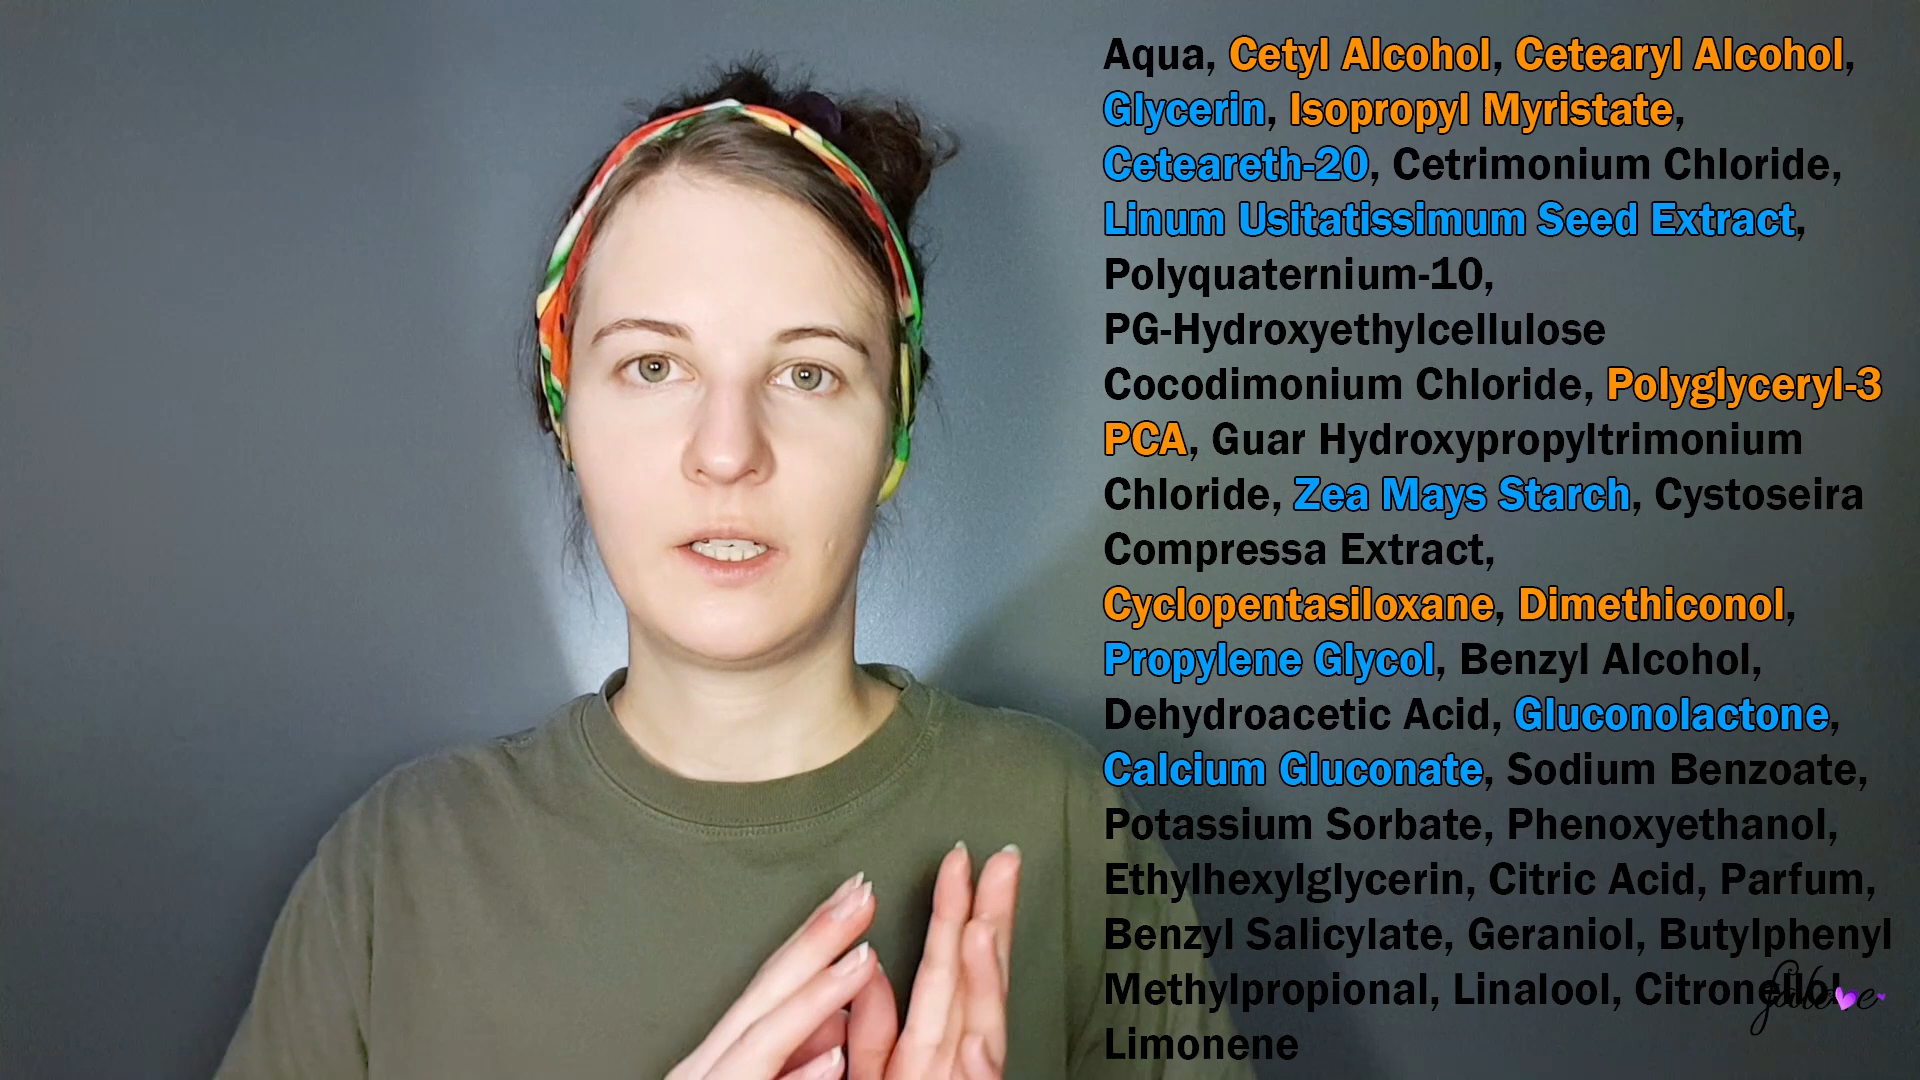 Aqua, Cetyl Alcohol, Cetearyl Alcohol,
Glycerin, Isopropyl Myristate,
Ceteareth-20, Cetrimonium Chloride,
Linum Usitatissimum Seed Extract,
Polyquaternium-10,
PG-Hydroxyethylcellulose
Cocodimonium Chloride, Polyglyceryl-3
PCA, Guar Hydroxypropyltrimonium
Chloride, Zea Mays Starch, Cystoseira
Compressa Extract,
Cyclopentasiloxane, Dimethiconol,
Propylene Glycol, Benzyl Alcohol,
Dehydroacetic Acid, Gluconolactone,
Calcium Gluconate, Sodium Benzoate,
Potassium Sorbate, Phenoxyethanol,
Ethylhexylglycerin, Citric Acid, Parfum,
Benzyl Salicylate, Geraniol, Butylphenyl
Methylpropional, Linalool,
Limonene